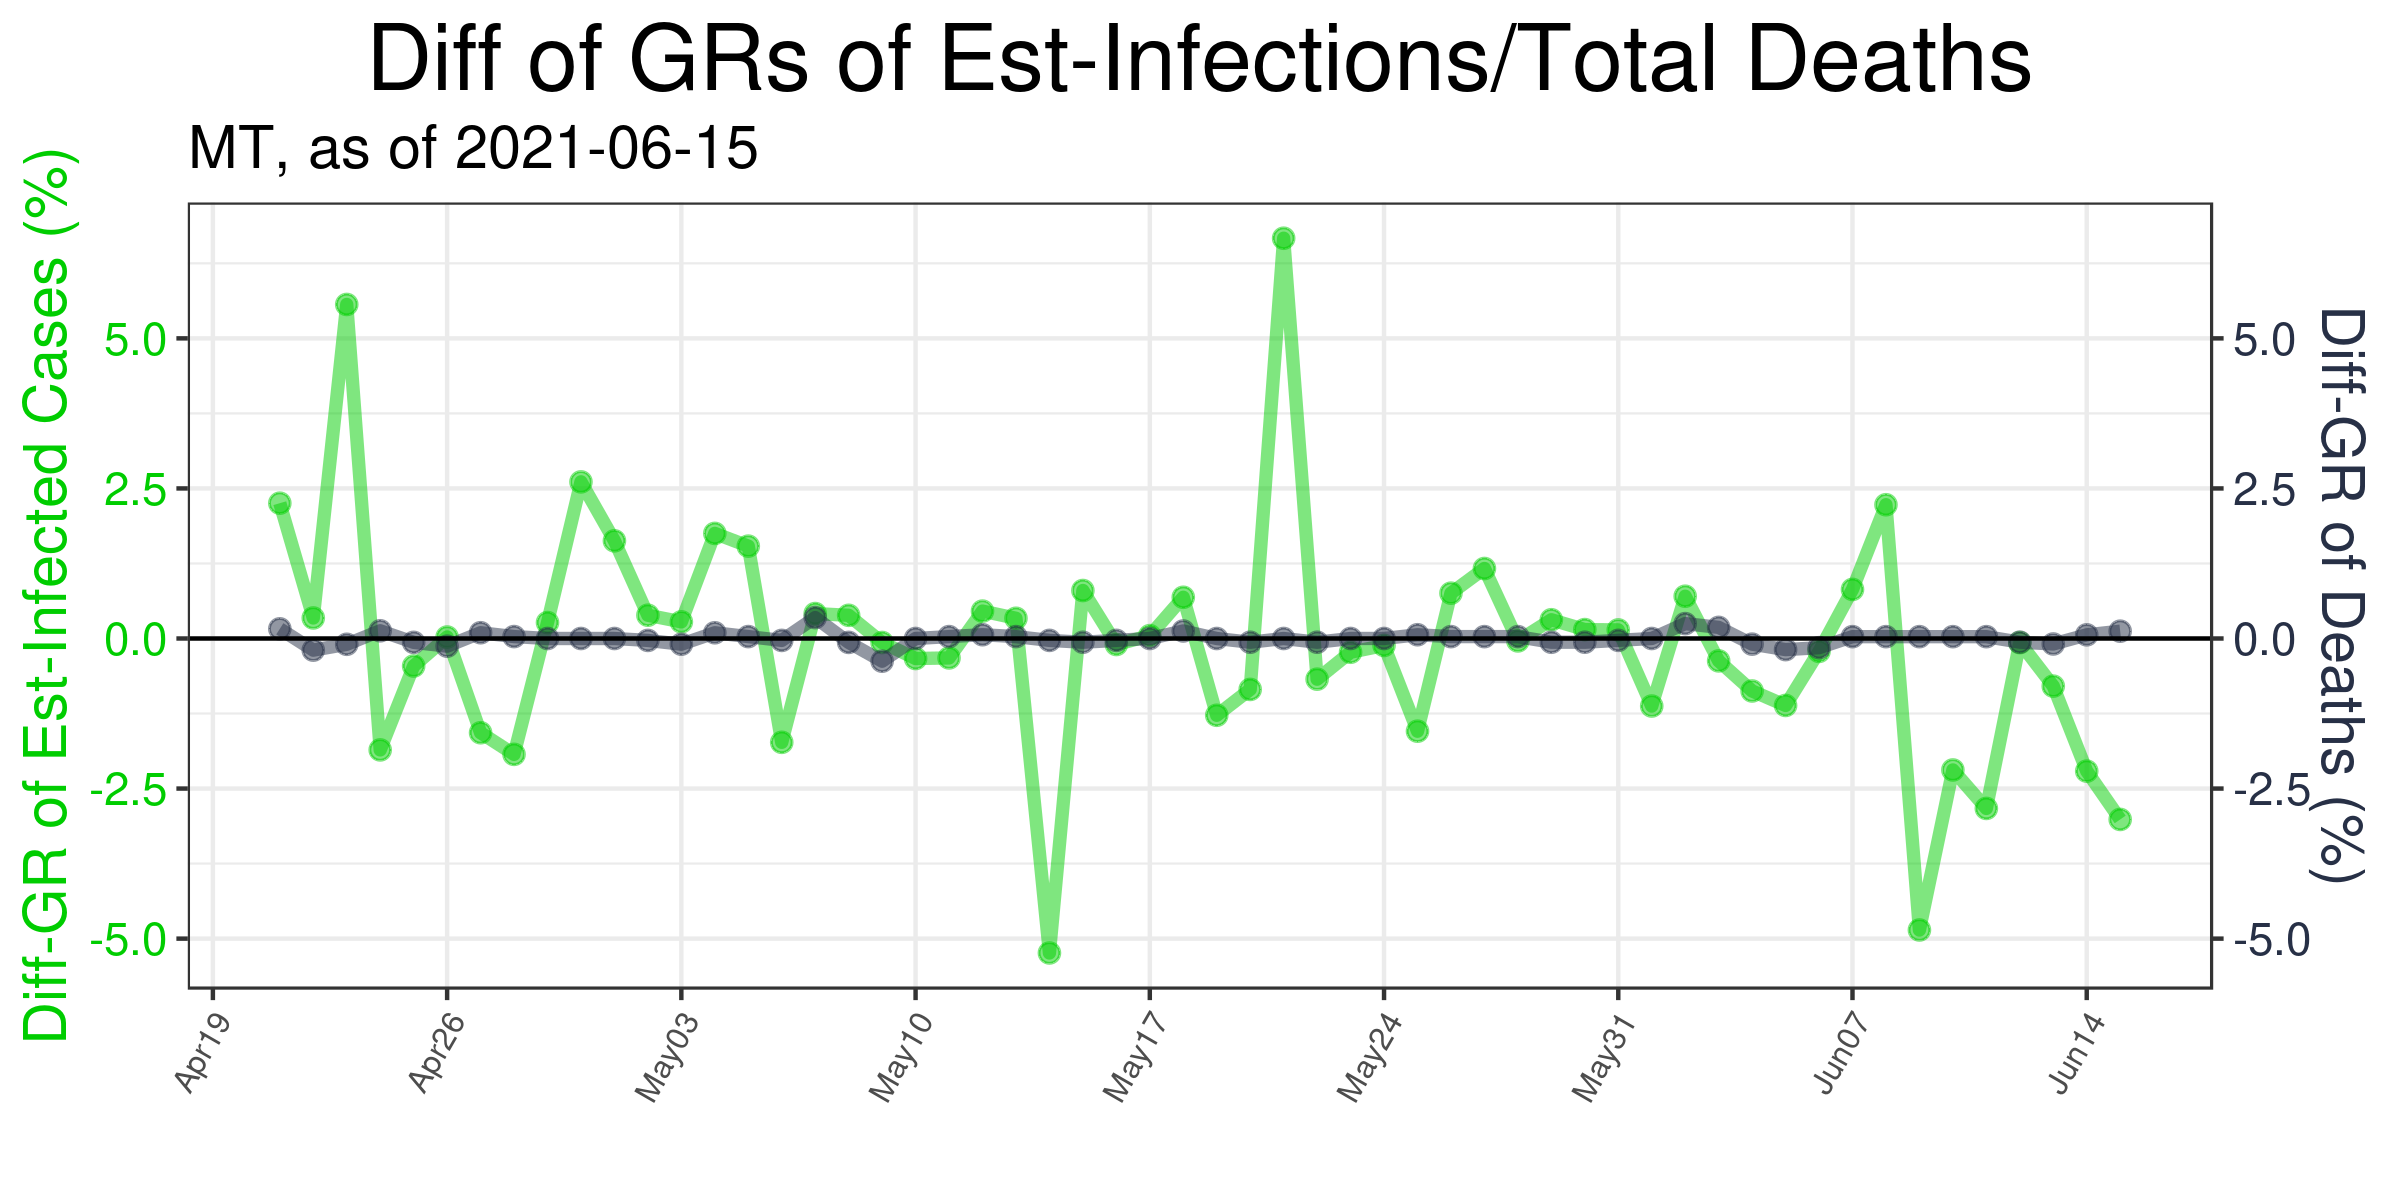 Diff of GRs of Est-Infections/Total Deaths
MT, as of 2021-06-15
Diff-GR of Est-Infected Cases (%)
5.0
2.5
0.0
-2.5
-5.0
5.0
2.5
0.0
-2.5
-5.0
Diff-GR of Deaths (%)
Apr19
Apr26
May03
May10
May17
May24
May31
Jun07
Jun14